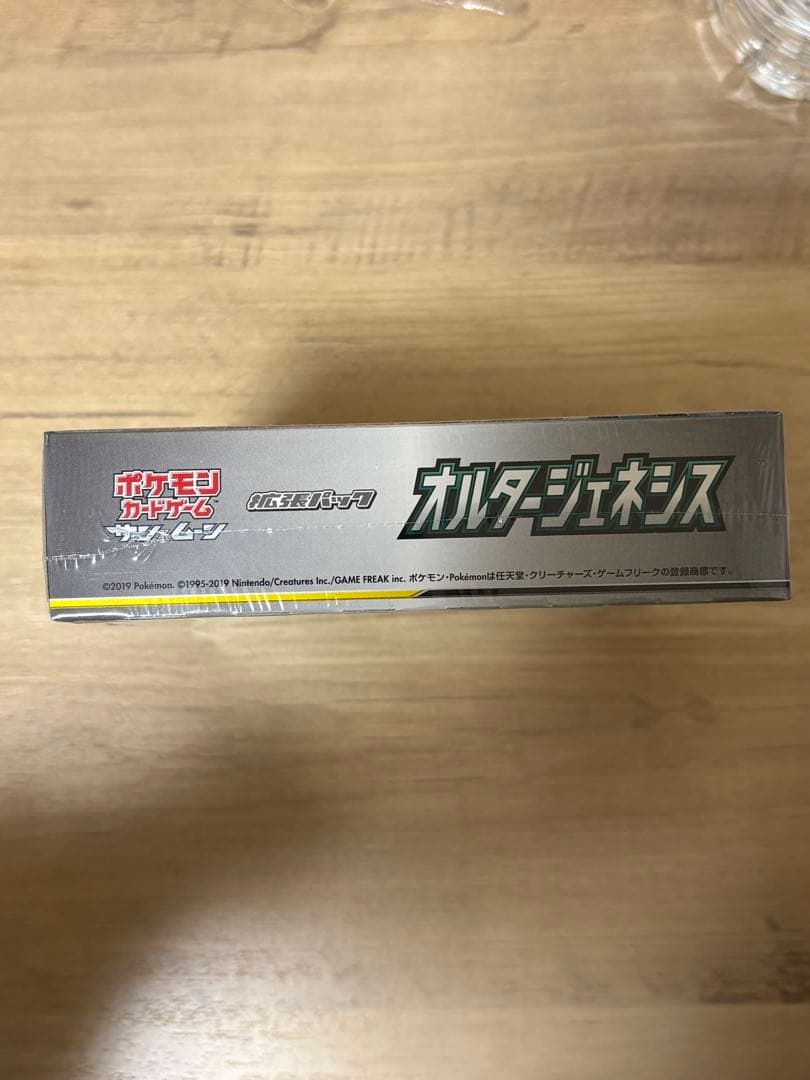 ポケモン
カードゲーム
サン&ムーン
拡張パック
オルタージェネシス
©2019 Pokémon. ©1995-2019 Nintendo/Creatures Inc./GAME FREAK inc. ポケモン・Pokémonは任天堂・クリーチャーズ・ゲームフリークの登録商標です。